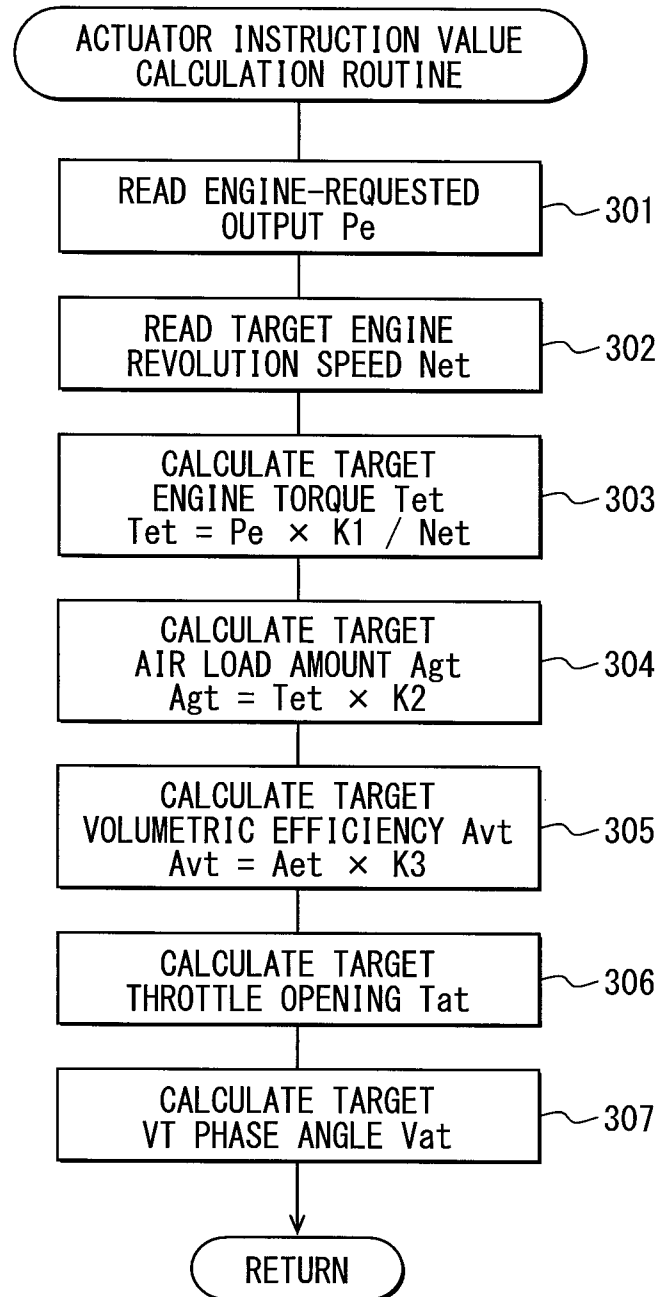 ACTUATOR INSTRUCTION VALUE
CALCULATION ROUTINE
READ ENGINE-REQUESTED
OUTPUT Pe
301
READ TARGET ENGINE
REVOLUTION SPEED Net
302
CALCULATE TARGET
ENGINE TORQUE Tet
Tet = Pe × K1 / Net
303
CALCULATE TARGET
AIR LOAD AMOUNT Agt
Agt = Tet × K2
304
CALCULATE TARGET
VOLUMETRIC EFFICIENCY Avt
Avt = Aet × K3
305
CALCULATE TARGET
THROTTLE OPENING Tat
306
CALCULATE TARGET
VT PHASE ANGLE Vat
307
RETURN